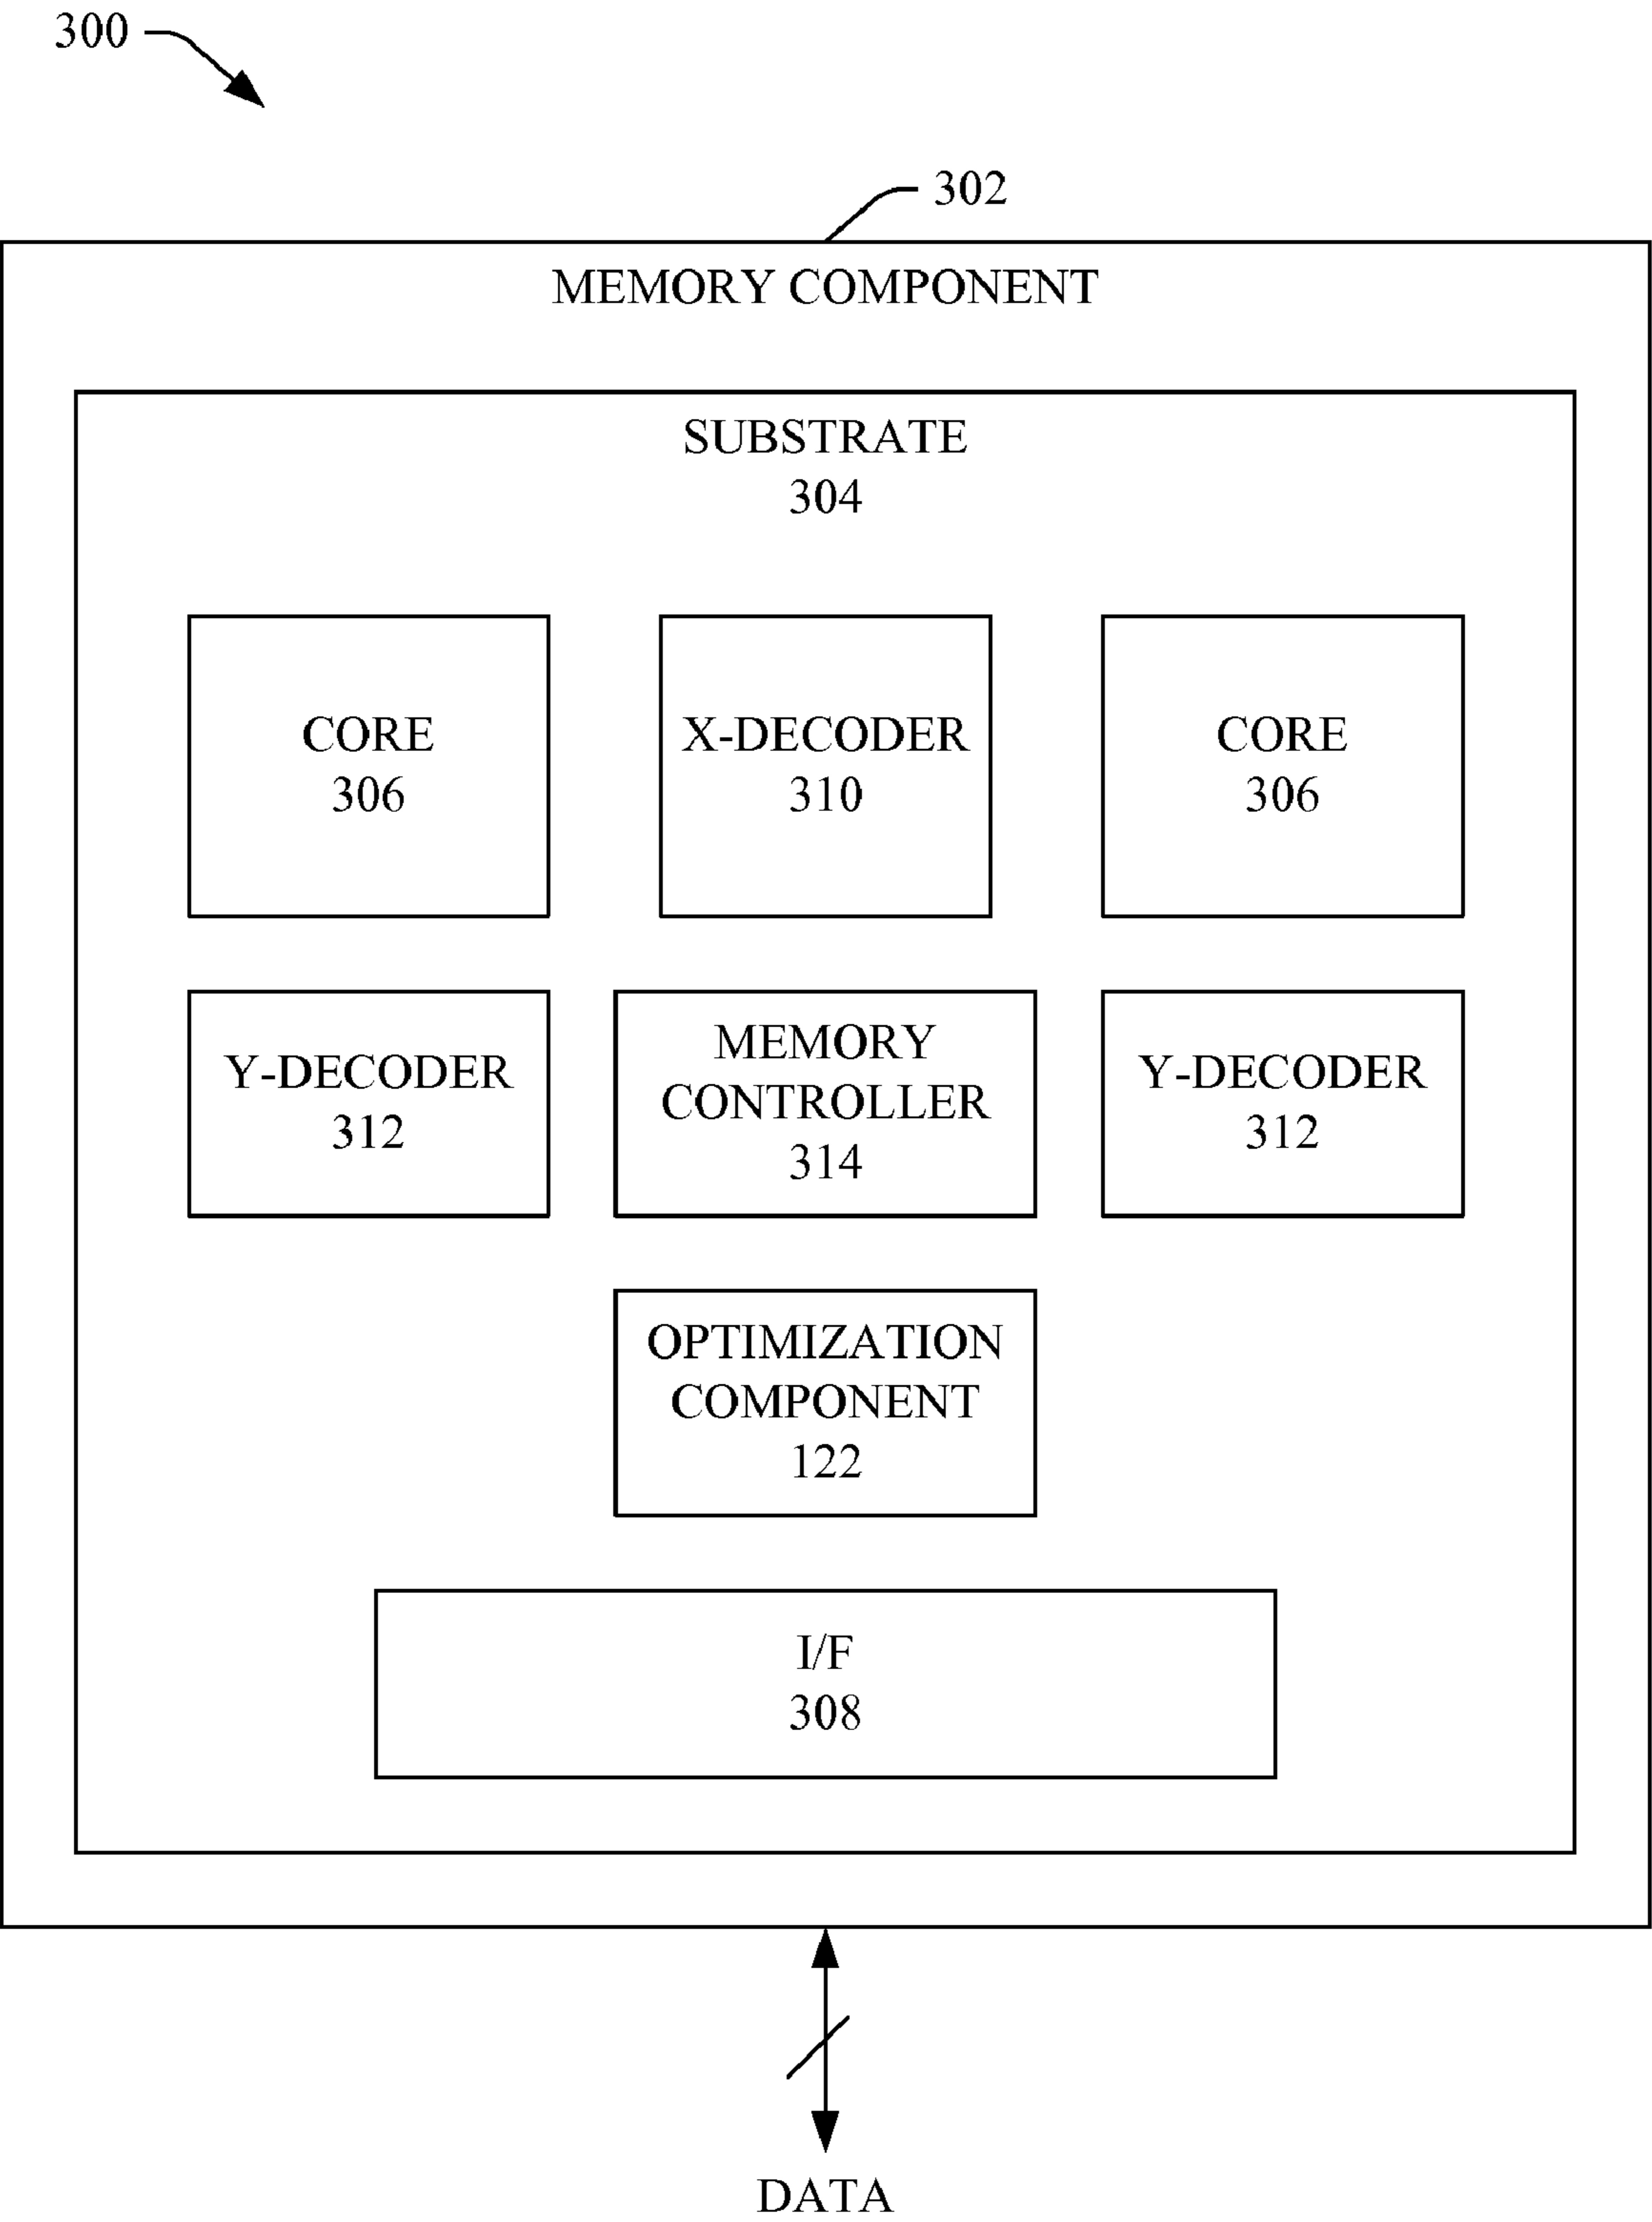 300
302
MEMORY COMPONENT
SUBSTRATE
304
CORE
306
X-DECODER
310
CORE
306
Y-DECODER
312
MEMORY
CONTROLLER
314
Y-DECODER
312
OPTIMIZATION
COMPONENT
122
I/F
308
DATA